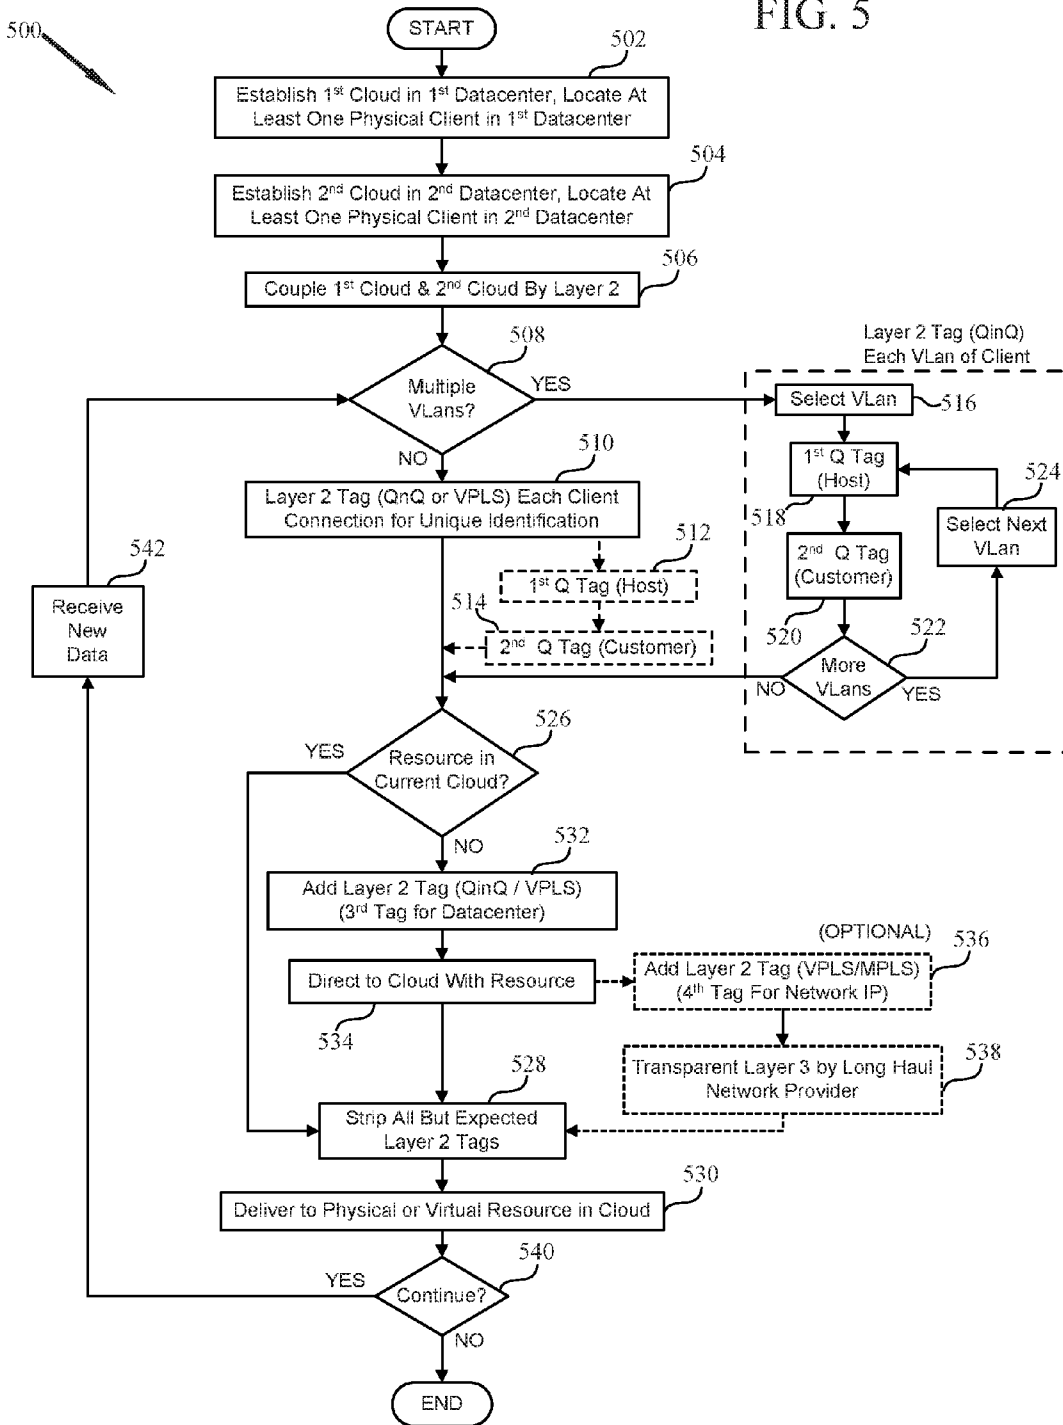 FIG. 5
500
START
502
Establish 1st Cloud in 1st Datacenter, Locate At
Least One Physical Client in 1st Datacenter
504
Establish 2nd Cloud in 2nd Datacenter, Locate At
Least One Physical Client in 2nd Datacenter
506
Couple 1st Cloud & 2nd Cloud By Layer 2
508
Multiple
VLans?
YES
NO
Layer 2 Tag (QinQ)
Each VLan of Client
Select VLan
516
1st Q Tag
(Host)
518
524
Select Next
VLan
2nd Q Tag
(Customer)
520
522
More
VLans
NO
YES
510
Layer 2 Tag (QnQ or VPLS) Each Client
Connection for Unique Identification
512
1st Q Tag (Host)
514
2nd Q Tag (Customer)
542
Receive
New
Data
526
YES
Resource in
Current Cloud?
NO
532
Add Layer 2 Tag (QinQ / VPLS)
(3rd Tag for Datacenter)
Direct to Cloud With Resource
534
(OPTIONAL)
536
Add Layer 2 Tag (VPLS/MPLS)
(4th Tag For Network IP)
538
Transparent Layer 3 by Long Haul
Network Provider
528
Strip All But Expected
Layer 2 Tags
530
Deliver to Physical or Virtual Resource in Cloud
540
YES
Continue?
NO
END